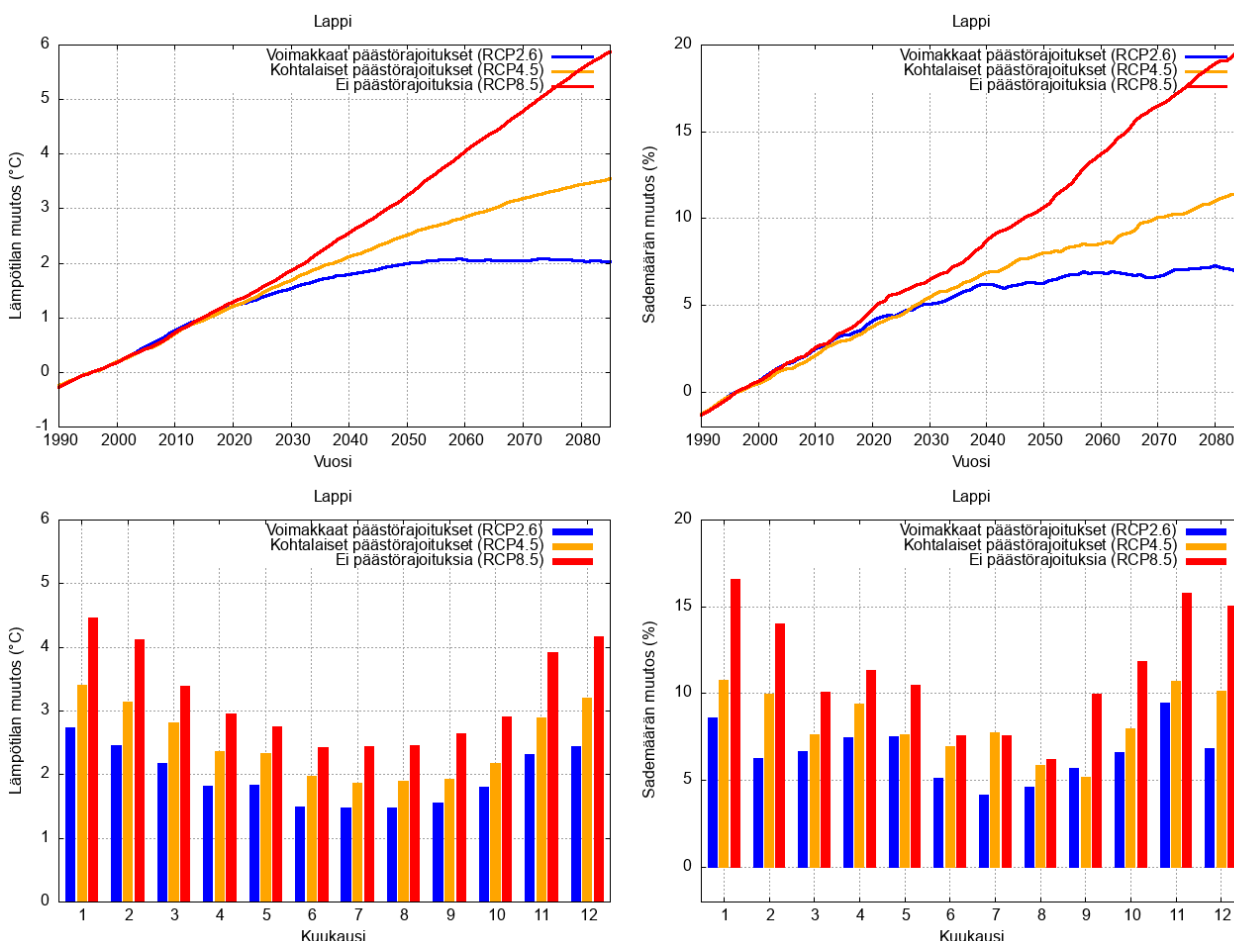 Lappi
Voimakkaat päästörajoitukset (RCP2.6)
Kohtalaiset päästörajoitukset (RCP4.5)
Ei päästörajoituksia (RCP8.5)
Lämpötilan muutos (°C)
6
5
4
3
2
1
0
-1
1990 2000 2010 2020 2030 2040 2050 2060 2070 2080
Vuosi
Lappi
Voimakkaat päästörajoitukset (RCP2.6)
Kohtalaiset päästörajoitukset (RCP4.5)
Ei päästörajoituksia (RCP8.5)
Sademäärän muutos (%)
20
15
10
5
0
1990 2000 2010 2020 2030 2040 2050 2060 2070 2080
Vuosi
Lappi
Voimakkaat päästörajoitukset (RCP2.6)
Kohtalaiset päästörajoitukset (RCP4.5)
Ei päästörajoituksia (RCP8.5)
Lämpötilan muutos (°C)
6
5
4
3
2
1
0
1 2 3 4 5 6 7 8 9 10 11 12
Kuukausi
Lappi
Voimakkaat päästörajoitukset (RCP2.6)
Kohtalaiset päästörajoitukset (RCP4.5)
Ei päästörajoituksia (RCP8.5)
Sademäärän muutos (%)
20
15
10
5
0
1 2 3 4 5 6 7 8 9 10 11 12
Kuukausi